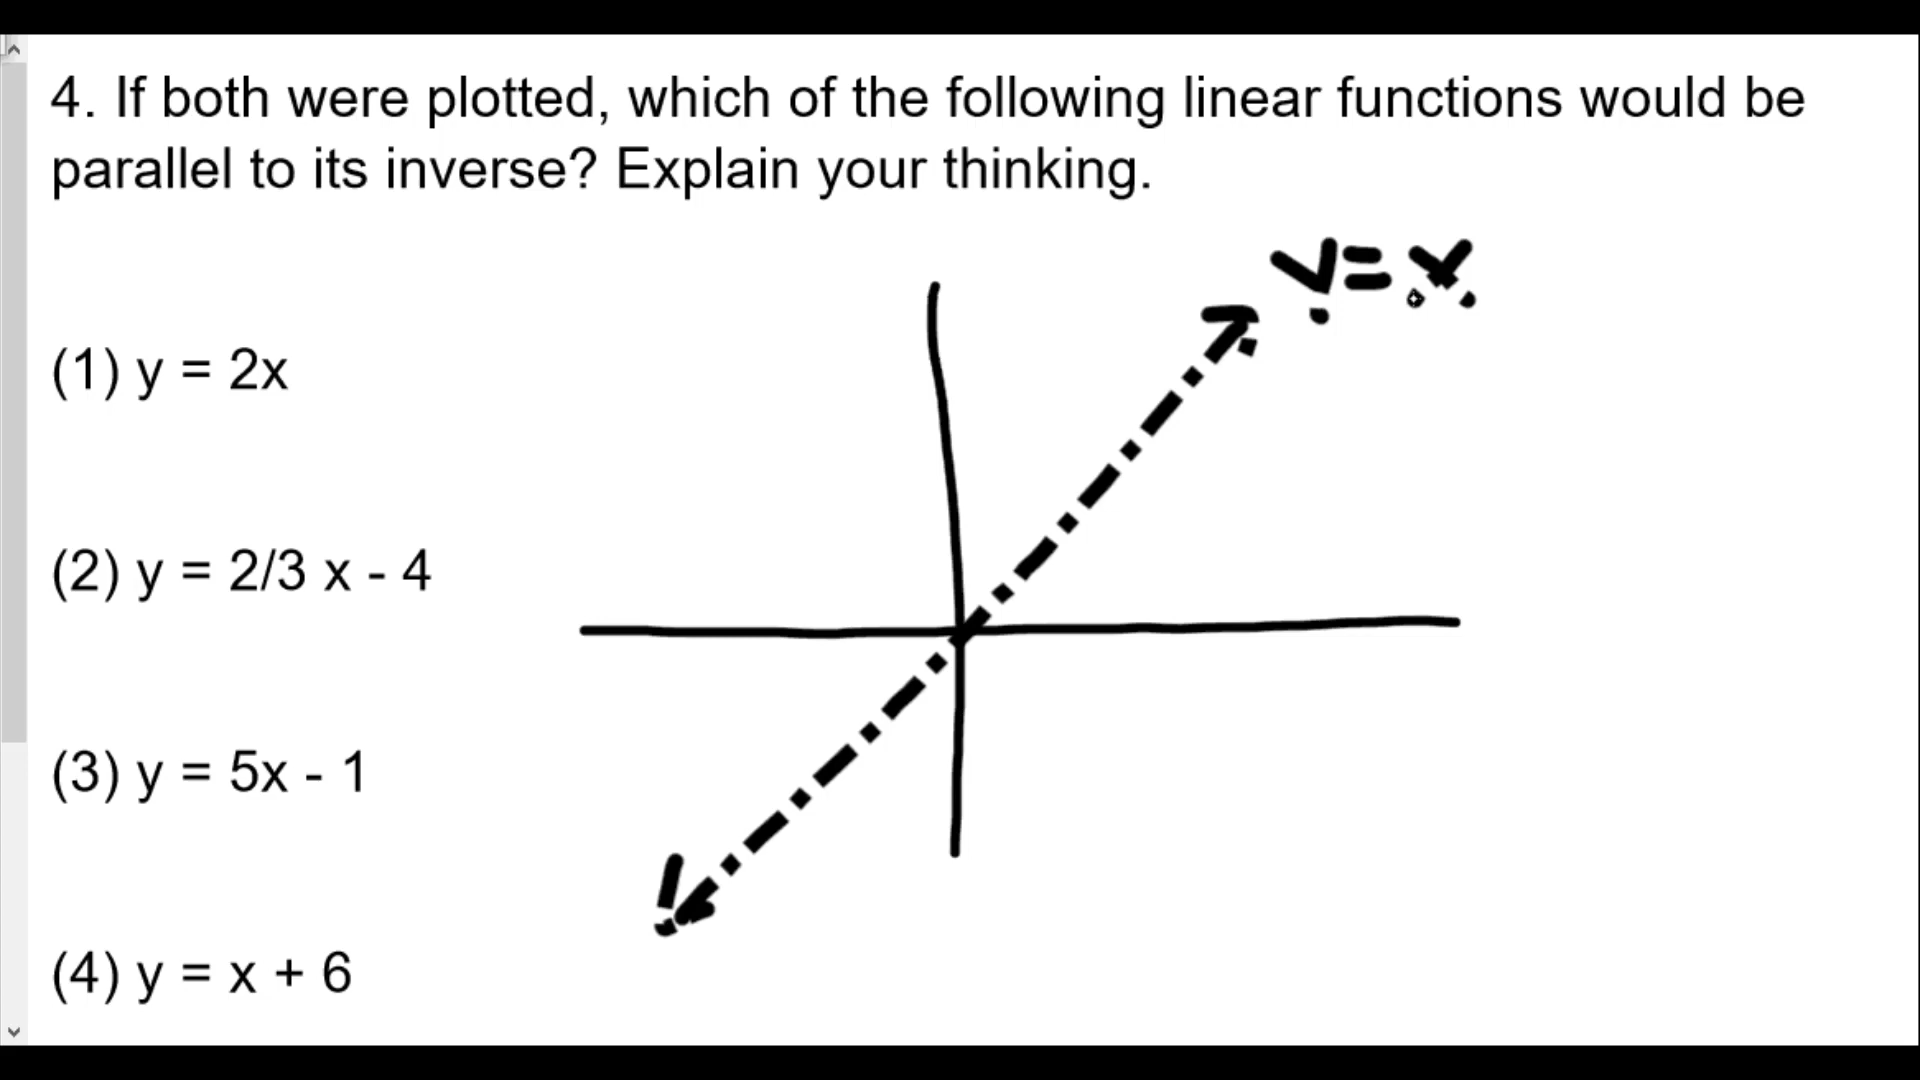 4. If both were plotted, which of the following linear functions would be
parallel to its inverse? Explain your thinking.
y=x
(1) y = 2x
(2) y = 2/3 x - 4
(3) y = 5x - 1
(4) y = x + 6